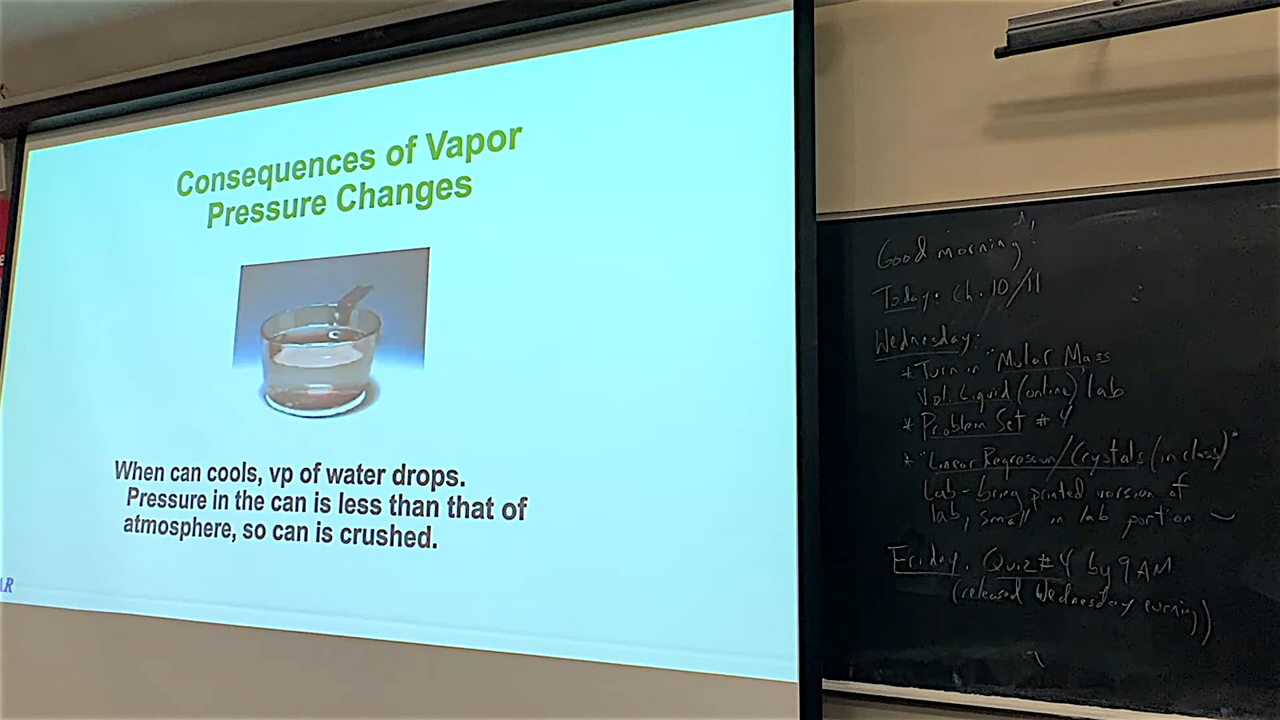 Consequences of Vapor
Pressure Changes
When can cools, vp of water drops.
Pressure in the can is less than that of
atmosphere, so can is crushed.
AR
Good morning!
Today: Ch. 10/11
Wednesday:
* Turn in "Molar Mass
Vol. Liquid (online) lab
* Problem Set #4
* "Linear Regression/Crystals (in class)"
Lab - bring printed version of
lab, small in lab portion
Friday. Quiz #4 by 9AM
(released Wednesday evening)